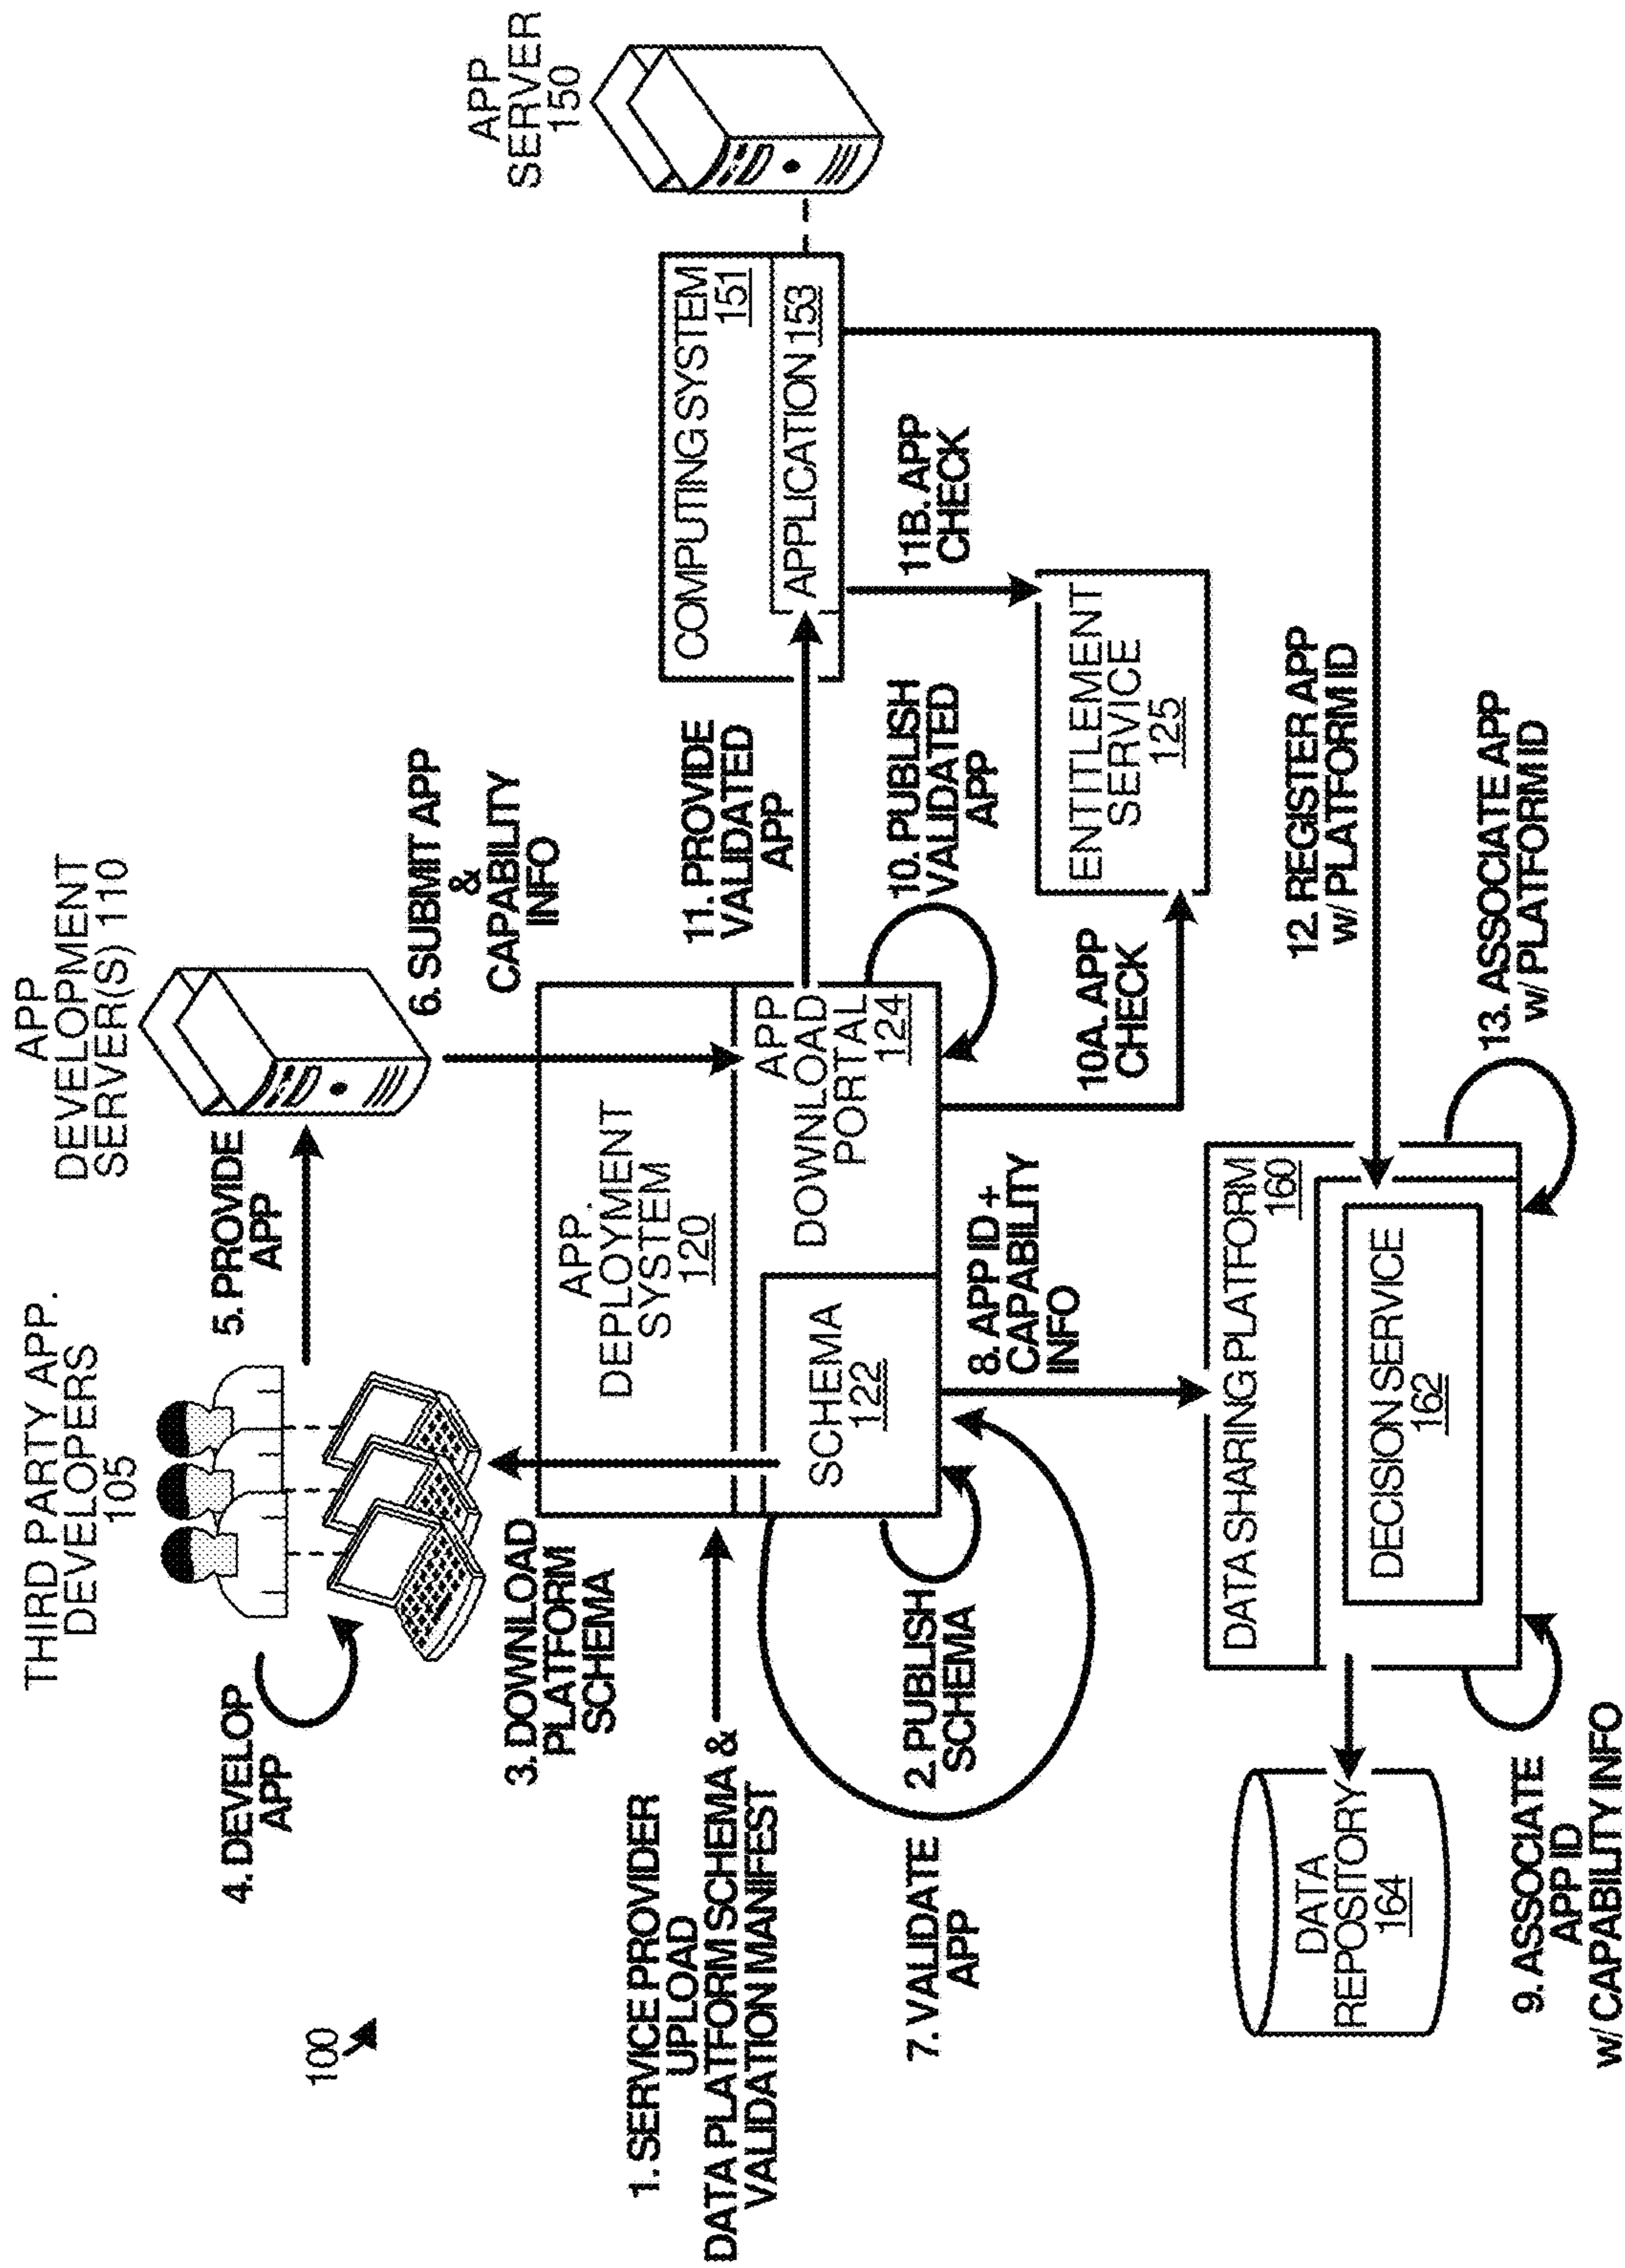 100
THIRD PARTY APP.
DEVELOPERS
105
APP
DEVELOPMENT
SERVER(S) 110
4. DEVELOP
APP
5. PROVIDE
APP
3. DOWNLOAD
PLATFORM
SCHEMA
6. SUBMIT APP
&
CAPABILITY
INFO
APP
SERVER
150
1. SERVICE PROVIDER
UPLOAD
DATA PLATFORM SCHEMA &
VALIDATION MANIFEST
APP.
DEPLOYMENT
SYSTEM
120
SCHEMA
122
APP
DOWNLOAD
PORTAL
124
11. PROVIDE
VALIDATED
APP
COMPUTING SYSTEM
151
APPLICATION 153
7. VALIDATE
APP
2. PUBLISH
SCHEMA
8. APP ID +
CAPABILITY
INFO
10. PUBLISH
VALIDATED
APP
10A. APP
CHECK
11B. APP
CHECK
ENTITLEMENT
SERVICE
125
DATA
REPOSITORY
164
DATA SHARING PLATFORM
160
DECISION SERVICE
162
12. REGISTER APP
w/ PLATFORM ID
9. ASSOCIATE
APP ID
w/ CAPABILITY INFO
13. ASSOCIATE APP
w/ PLATFORM ID